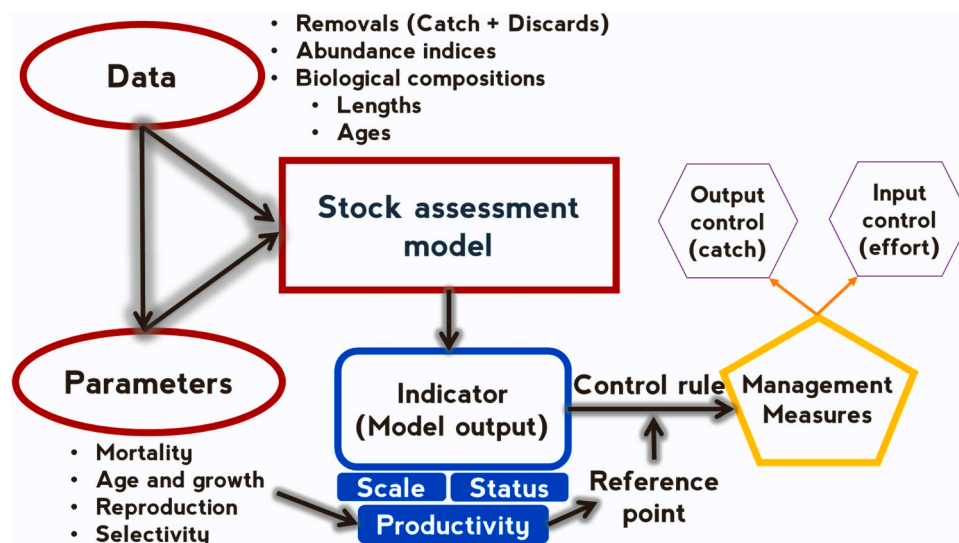 Data
• Removals (Catch + Discards)
• Abundance indices
• Biological compositions
• Lengths
• Ages
Stock assessment
model
Output
control
(catch)
Input
control
(effort)
Parameters
• Mortality
• Age and growth
• Reproduction
• Selectivity
Indicator
(Model output)
Scale
Status
Productivity
Control rule
Reference
point
Management
Measures